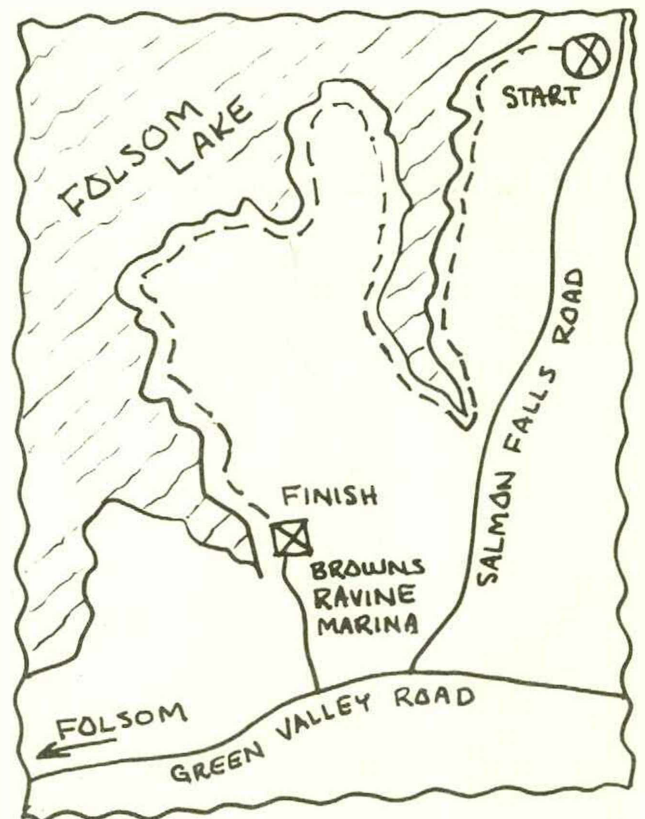 START
FOLSOM
LAKE
SALMON FALLS ROAD
FINISH
BROWNS
RAVINE
MARINA
FOLSOM
GREEN VALLEY ROAD